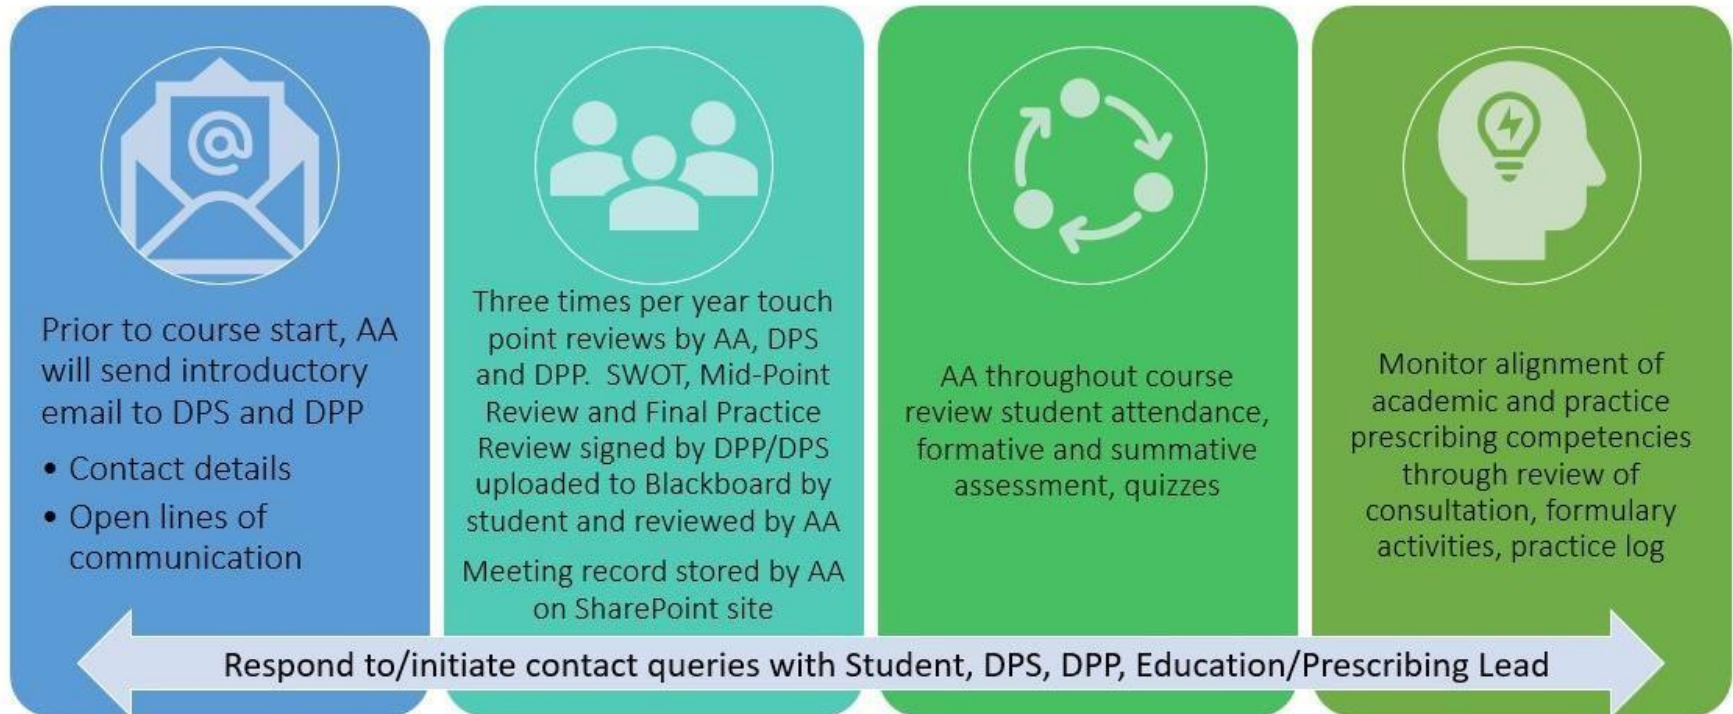 @
Prior to course start, AA
will send introductory
email to DPS and DPP
• Contact details
• Open lines of
communication
Three times per year touch
point reviews by AA, DPS
and DPP. SWOT, Mid-Point
Review and Final Practice
Review signed by DPP/DPS
uploaded to Blackboard by
student and reviewed by AA
Meeting record stored by AA
on SharePoint site
AA throughout course
review student attendance,
formative and summative
assessment, quizzes
Monitor alignment of
academic and practice
prescribing competencies
through review of
consultation, formulary
activities, practice log
Respond to/initiate contact queries with Student, DPS, DPP, Education/Prescribing Lead